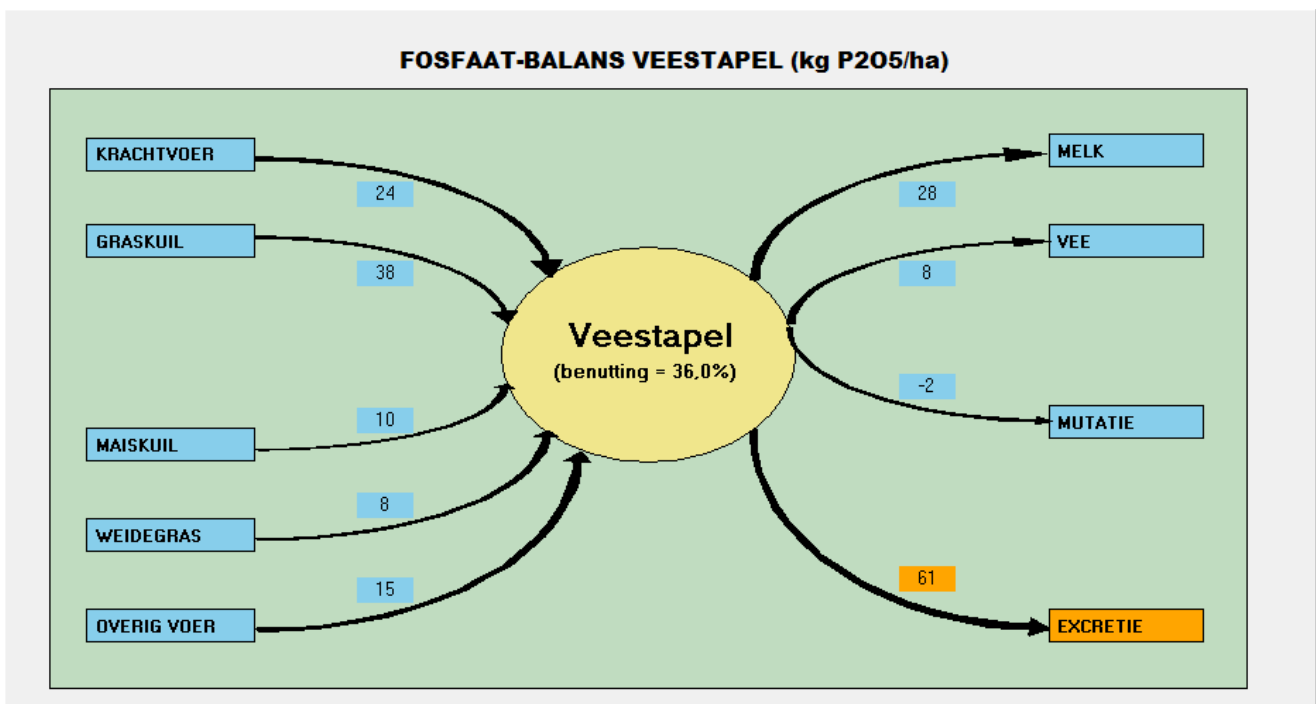 FOSFAAT-BALANS VEESTAPEL (kg P2O5/ha)
KRACHTVOER
24
GRASKUIL
38
MAISKUIL
10
WEIDEGRAS
8
OVERIG VOER
15
Veestapel
(benutting = 36,0%)
MELK
28
VEE
8
-2
MUTATIE
61
EXCRETIE